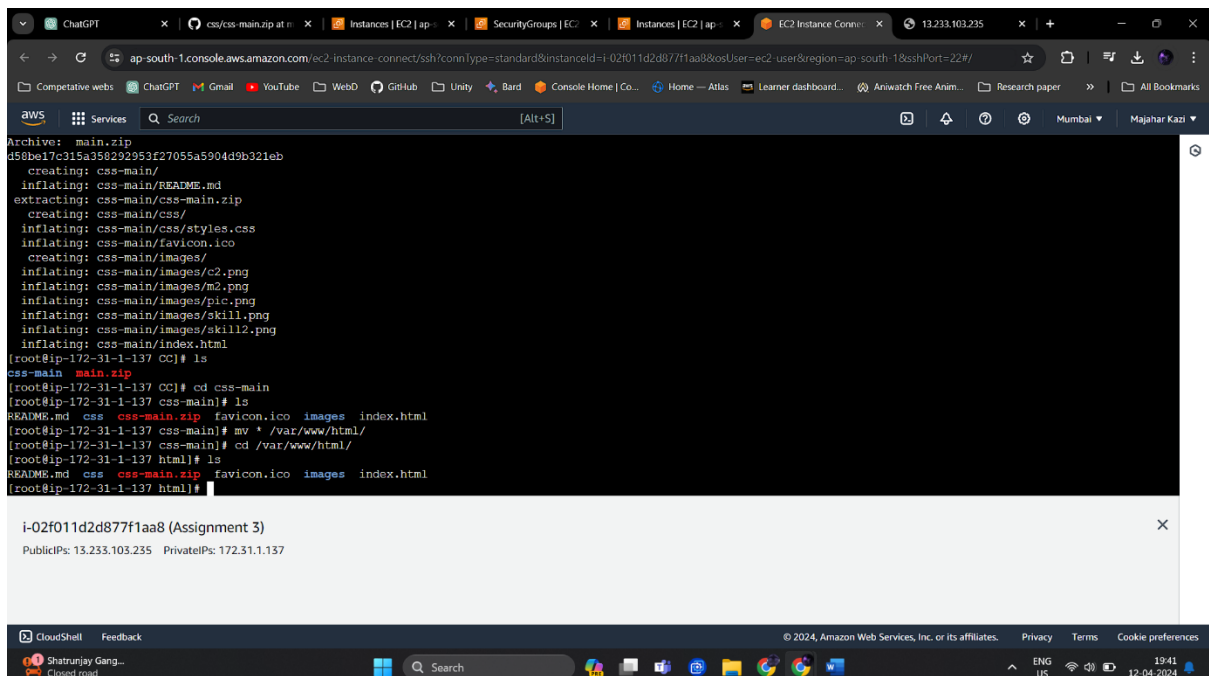 ChatGPT
css/css-main.zip at m
Instances | EC2 | ap-s
SecurityGroups | EC2
Instances | EC2 | ap-s
EC2 Instance Connec
13.233.103.235
ap-south-1.console.aws.amazon.com/ec2-instance-connect/ssh?connType=standard&instanceId=i-02f011d2d877f1aa8&osUser=ec2-user&region=ap-south-1&sshPort=22#/
Competative webs ChatGPT Gmail YouTube WebD GitHub Unity Bard Console Home | Co... Home — Atlas Learner dashboard... Aniwatch Free Anim... Research paper » All Bookmarks
aws Services Search [Alt+S] Mumbai ▼ Majahar Kazi ▼
Archive:  main.zip
d58be17c315a358292953f27055a5904d9b321eb
creating: css-main/
inflating: css-main/README.md
extracting: css-main/css-main.zip
creating: css-main/css/
inflating: css-main/css/styles.css
inflating: css-main/favicon.ico
creating: css-main/images/
inflating: css-main/images/c2.png
inflating: css-main/images/m2.png
inflating: css-main/images/pic.png
inflating: css-main/images/skill.png
inflating: css-main/images/skill2.png
inflating: css-main/index.html
[root@ip-172-31-1-137 CC]# ls
css-main  main.zip
[root@ip-172-31-1-137 CC]# cd css-main
[root@ip-172-31-1-137 css-main]# ls
README.md  css  css-main.zip  favicon.ico  images  index.html
[root@ip-172-31-1-137 css-main]# mv * /var/www/html/
[root@ip-172-31-1-137 css-main]# cd /var/www/html/
[root@ip-172-31-1-137 html]# ls
README.md  css  css-main.zip  favicon.ico  images  index.html
[root@ip-172-31-1-137 html]#
i-02f011d2d877f1aa8 (Assignment 3)
PublicIPs: 13.233.103.235 PrivateIPs: 172.31.1.137
CloudShell Feedback © 2024, Amazon Web Services, Inc. or its affiliates. Privacy Terms Cookie preferences
Shatrunjay Gang...
Closed road
Search
ENG
US
19:41
12-04-2024